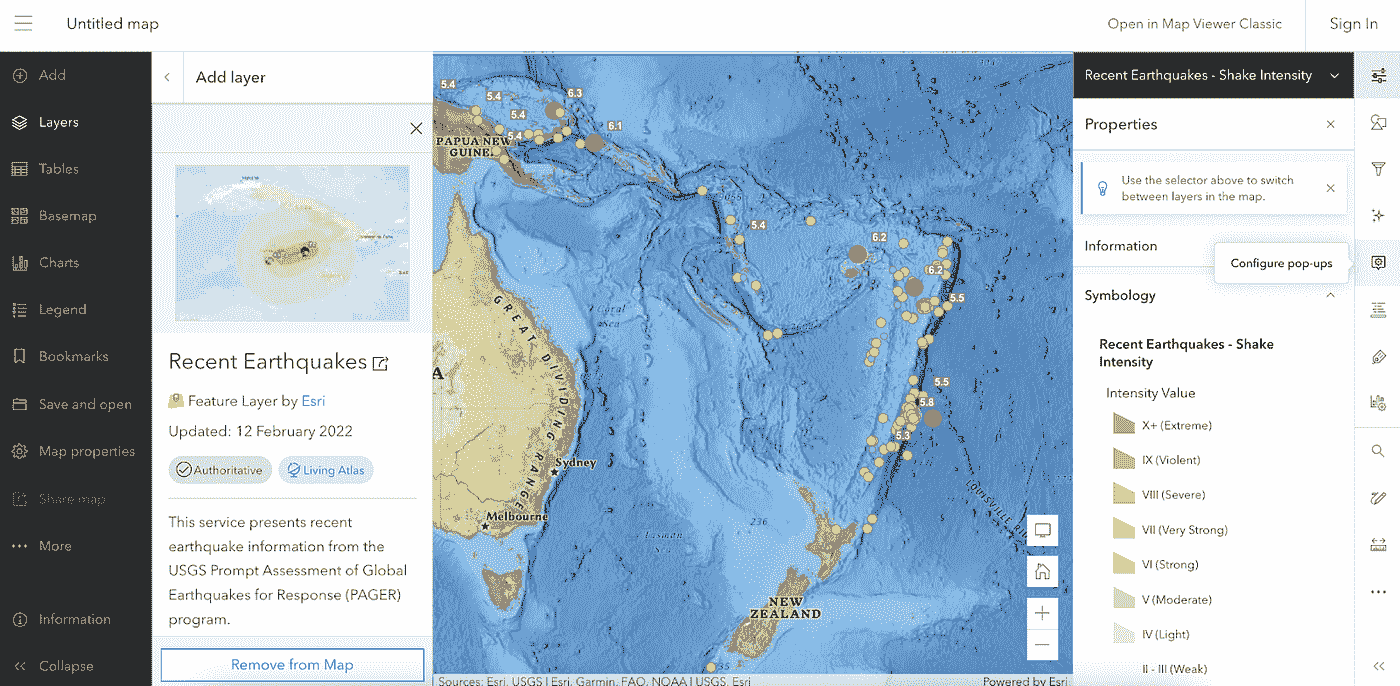 Untitled map
Open in Map Viewer Classic
Sign In
Add
Layers
Tables
Basemap
Charts
Legend
Bookmarks
Save and open
Map properties
Share map
More
Information
Collapse
Add layer
Recent Earthquakes
Feature Layer by Esri
Updated: 12 February 2022
Authoritative
Living Atlas
This service presents recent
earthquake information from the
USGS Prompt Assessment of Global
Earthquakes for Response (PAGER)
program.
Remove from Map
5.4
5.4
6.3
5.4
6.1
5.4
PAPUA NEW
GUINEA
5.4
6.2
6.2
5.5
Coral
Sea
GREAT DIVIDING RANGE
A
5.5
5.8
5.3
Sydney
Melbourne
236
Tasman
Sea
LOUISVILLE
NEW
ZEALAND
Sources: Esri, USGS | Esri, Garmin, FAO, NOAA | USGS, Esri
Powered by Esri
Recent Earthquakes - Shake Intensity
Properties
Use the selector above to switch
between layers in the map.
Information
Configure pop-ups
Symbology
Recent Earthquakes - Shake
Intensity
Intensity Value
X+ (Extreme)
IX (Violent)
VIII (Severe)
VII (Very Strong)
VI (Strong)
V (Moderate)
IV (Light)
II - III (Weak)